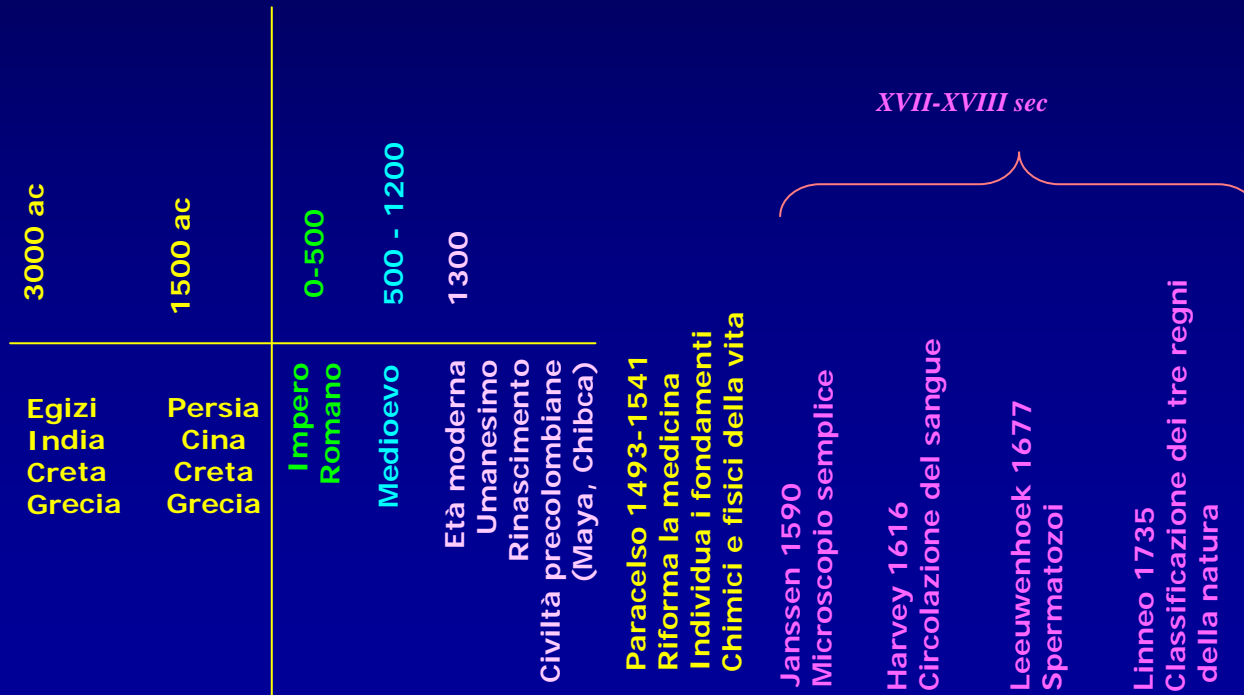 XVII-XVIII sec
3000 ac
1500 ac
0-500
500 - 1200
1300
Egizi
India
Creta
Grecia
Persia
Cina
Creta
Grecia
Impero
Romano
Medioevo
Età moderna
Umanesimo
Rinascimento
Civiltà precolombiane
(Maya, Chibca)
Paracelso 1493-1541
Riforma la medicina
Individua i fondamenti
Chimici e fisici della vita
Janssen 1590
Microscopio semplice
Harvey 1616
Circolazione del sangue
Leeuwenhoek 1677
Spermatozoi
Linneo 1735
Classificazione dei tre regni
della natura